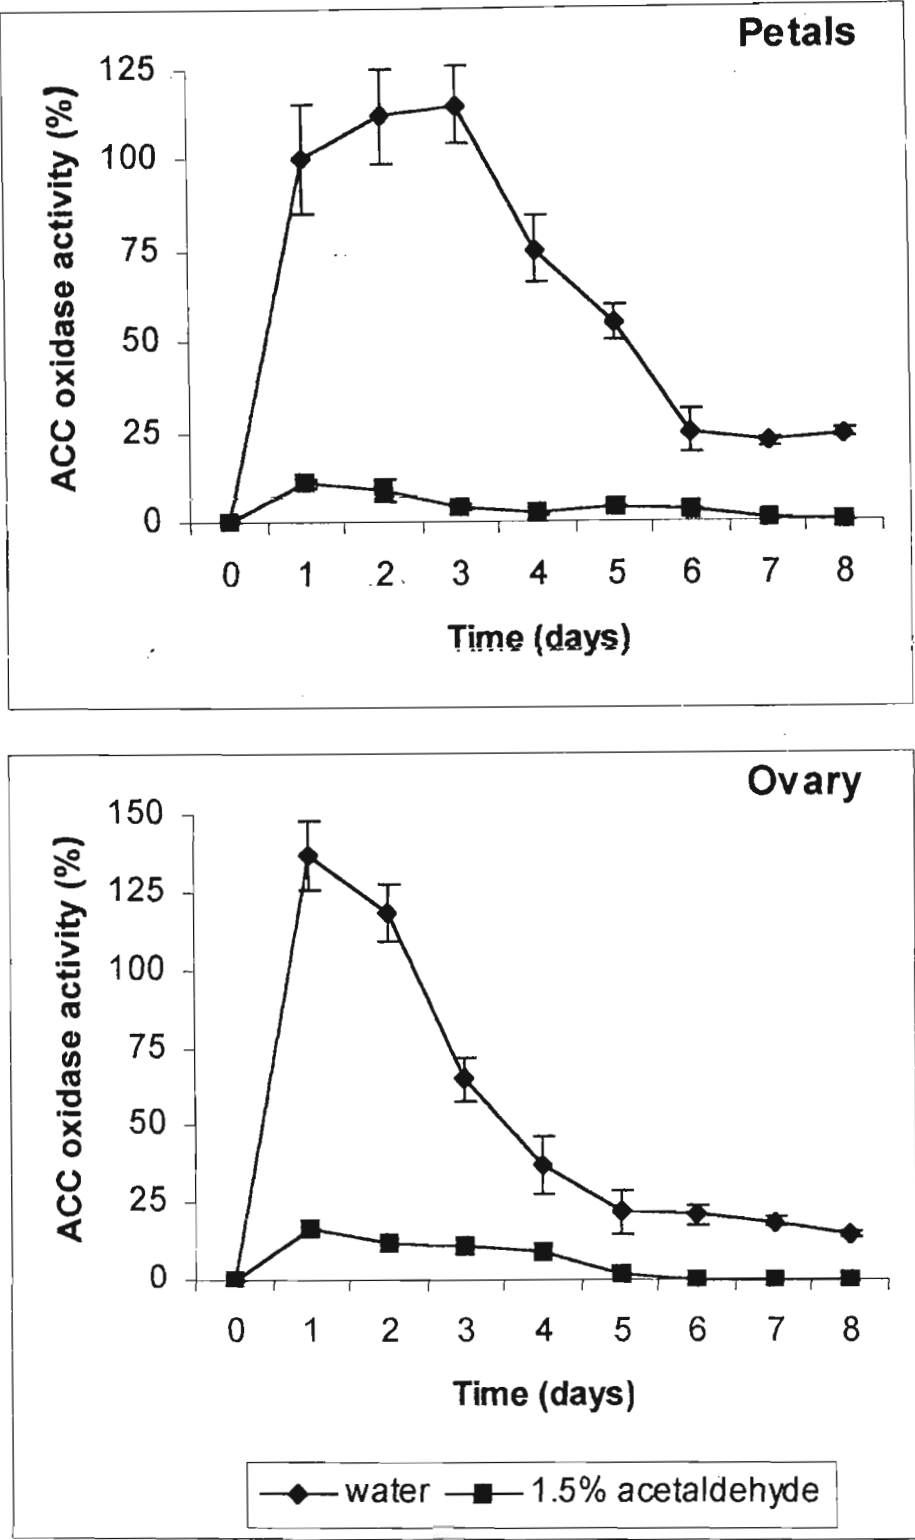 Petals
ACC oxidase activity (%)
125
100
75
50
25
0
0 1 2 3 4 5 6 7 8
Time (days)
Ovary
ACC oxidase activity (%)
150
125
100
75
50
25
0
0 1 2 3 4 5 6 7 8
Time (days)
water 1.5% acetaldehyde